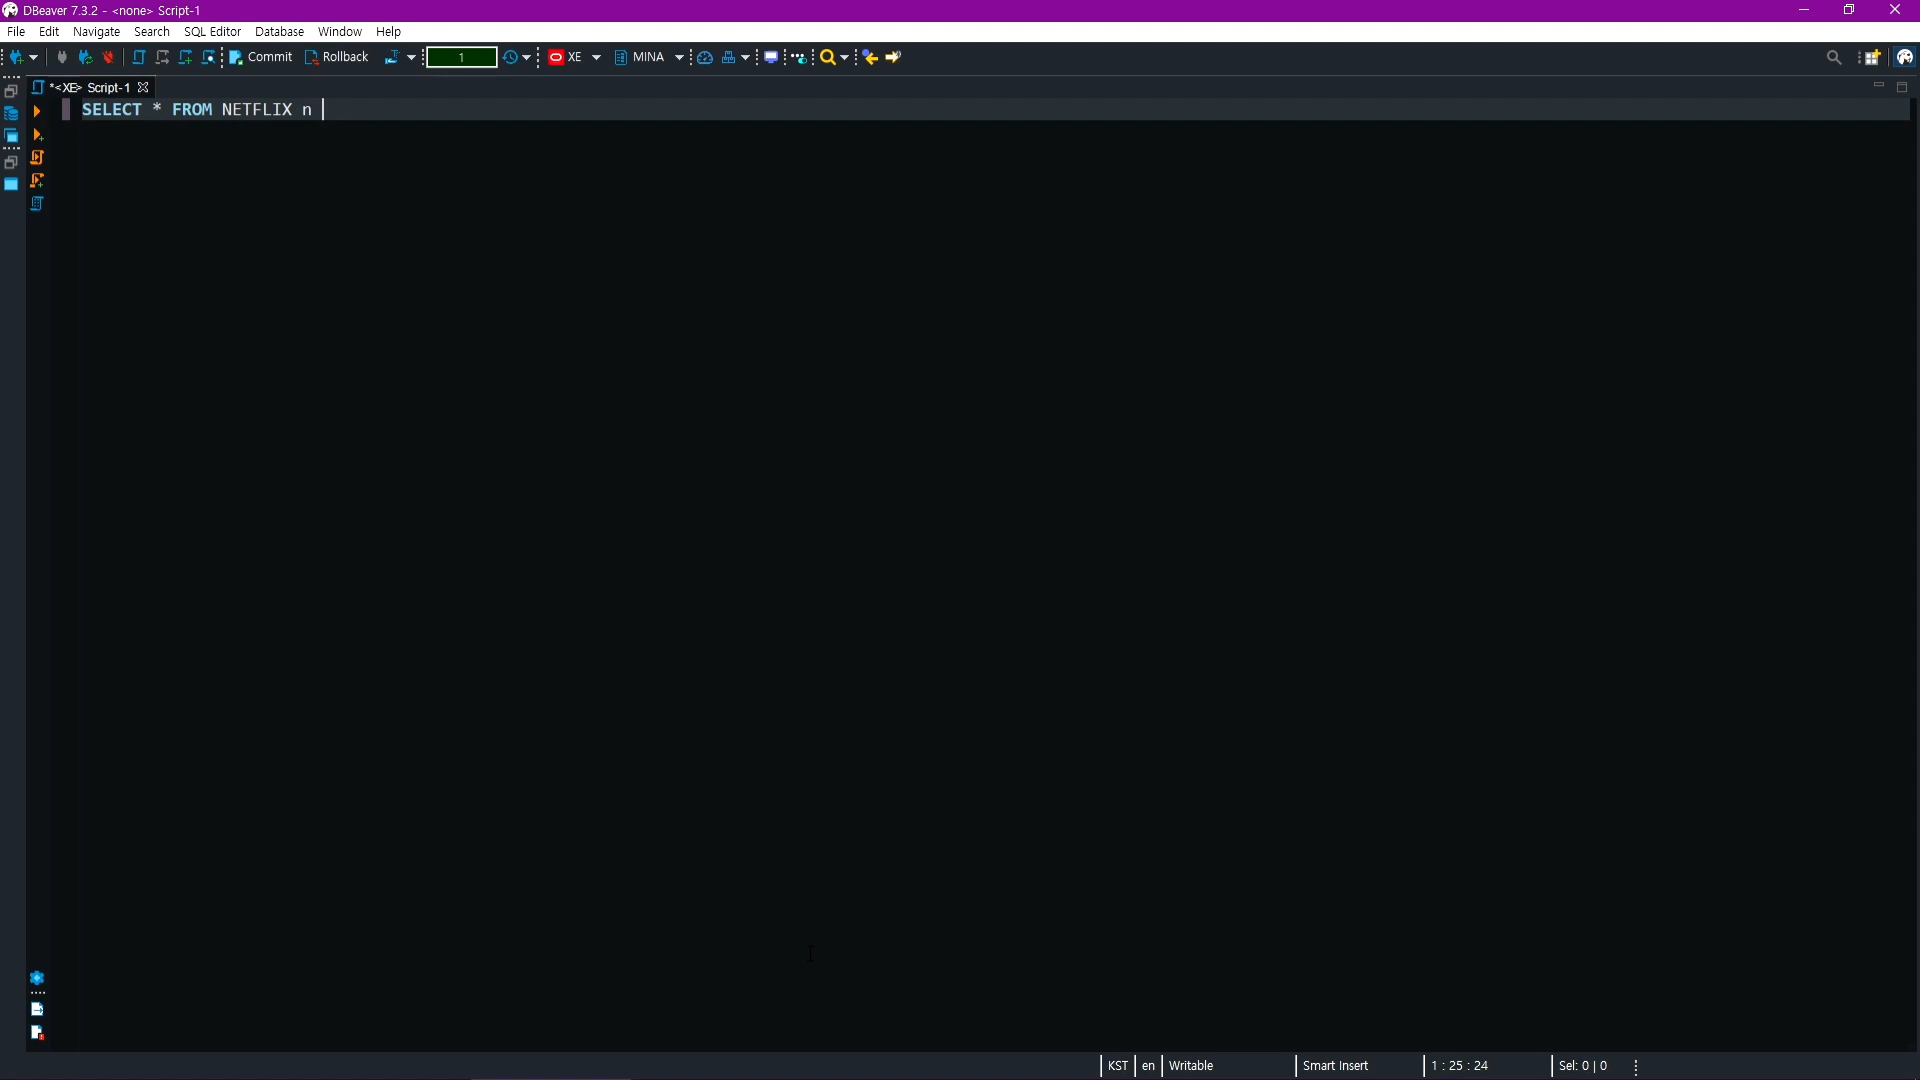 DBeaver 7.3.2 - <none> Script-1
File Edit Navigate Search SQL Editor Database Window Help
Commit Rollback 1 XE MINA
*<XE> Script-1
SELECT * FROM NETFLIX n
KST en Writable Smart Insert 1 : 25 : 24 Sel: 0 | 0